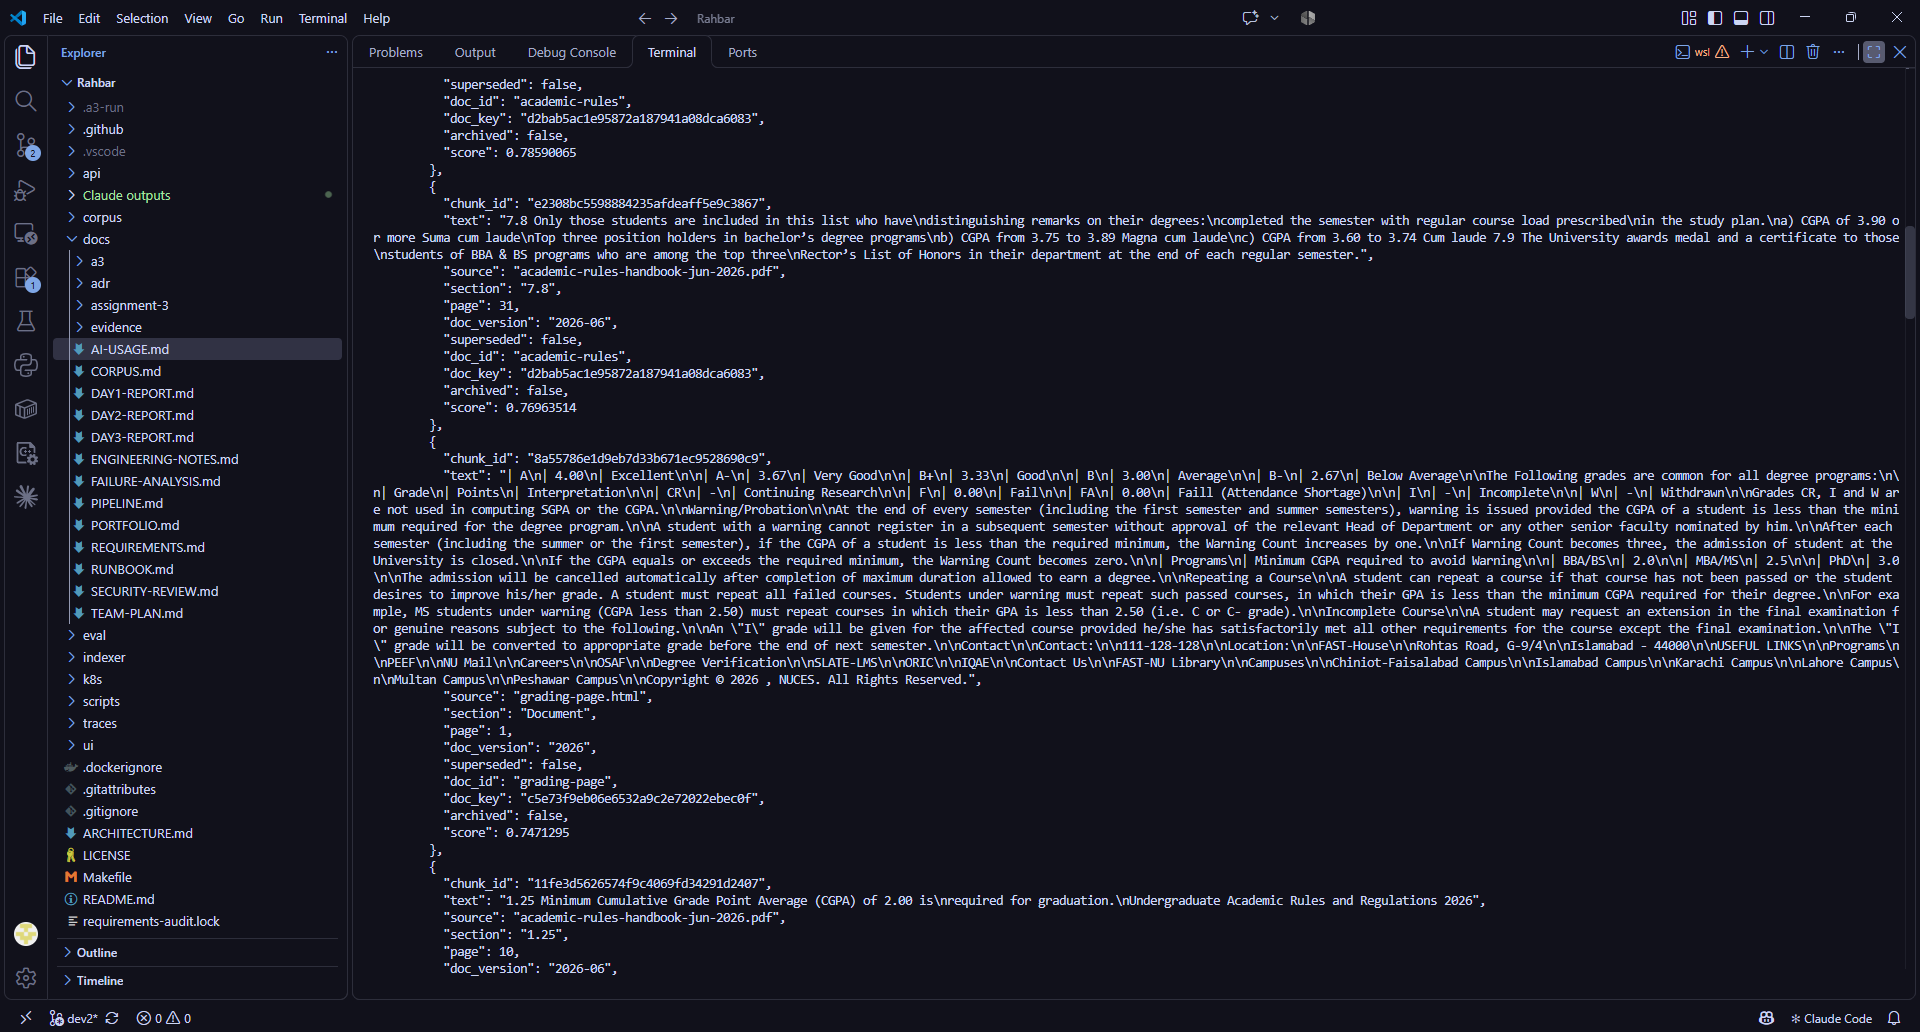 File Edit Selection View Go Run Terminal Help
Rahbar
Explorer
Rahbar
.a3-run
.github
.vscode
api
Claude outputs
corpus
docs
a3
adr
assignment-3
evidence
AI-USAGE.md
CORPUS.md
DAY1-REPORT.md
DAY2-REPORT.md
DAY3-REPORT.md
ENGINEERING-NOTES.md
FAILURE-ANALYSIS.md
PIPELINE.md
PORTFOLIO.md
REQUIREMENTS.md
RUNBOOK.md
SECURITY-REVIEW.md
TEAM-PLAN.md
eval
indexer
k8s
scripts
traces
ui
.dockerignore
.gitattributes
.gitignore
ARCHITECTURE.md
LICENSE
Makefile
README.md
requirements-audit.lock
Outline
Timeline
2
1
Problems Output Debug Console Terminal Ports
wsl
"superseded": false,
"doc_id": "academic-rules",
"doc_key": "d2bab5ac1e95872a187941a08dca6083",
"archived": false,
"score": 0.78590065
},
{
"chunk_id": "e2308bc5598884235afdeaff5e9c3867",
"text": "7.8 Only those students are included in this list who have\ndistinguishing remarks on their degrees:\ncompleted the semester with regular course load prescribed\nin the study plan.\na) CGPA of 3.90 o
r more Suma cum laude\nTop three position holders in bachelor’s degree programs\nb) CGPA from 3.75 to 3.89 Magna cum laude\nc) CGPA from 3.60 to 3.74 Cum laude 7.9 The University awards medal and a certificate to those
\nstudents of BBA & BS programs who are among the top three\nRector’s List of Honors in their department at the end of each regular semester.",
"source": "academic-rules-handbook-jun-2026.pdf",
"section": "7.8",
"page": 31,
"doc_version": "2026-06",
"superseded": false,
"doc_id": "academic-rules",
"doc_key": "d2bab5ac1e95872a187941a08dca6083",
"archived": false,
"score": 0.76963514
},
{
"chunk_id": "8a55786e1d9eb7d33b671ec9528690c9",
"text": "| A\n| 4.00\n| Excellent\n\n| A-\n| 3.67\n| Very Good\n\n| B+\n| 3.33\n| Good\n\n| B\n| 3.00\n| Average\n\n| B-\n| 2.67\n| Below Average\n\nThe Following grades are common for all degree programs:\n\
n| Grade\n| Points\n| Interpretation\n\n| CR\n| -\n| Continuing Research\n\n| F\n| 0.00\n| Fail\n\n| FA\n| 0.00\n| Faill (Attendance Shortage)\n\n| I\n| -\n| Incomplete\n\n| W\n| -\n| Withdrawn\n\nGrades CR, I and W ar
e not used in computing SGPA or the CGPA.\n\nWarning/Probation\n\nAt the end of every semester (including the first semester and summer semesters), warning is issued provided the CGPA of a student is less than the mini
mum required for the degree program.\n\nA student with a warning cannot register in a subsequent semester without approval of the relevant Head of Department or any other senior faculty nominated by him.\n\nAfter each
semester (including the summer or the first semester), if the CGPA of a student is less than the required minimum, the Warning Count increases by one.\n\nIf Warning Count becomes three, the admission of student at the
University is closed.\n\nIf the CGPA equals or exceeds the required minimum, the Warning Count becomes zero.\n\n| Programs\n| Minimum CGPA required to avoid Warning\n\n| BBA/BS\n| 2.0\n\n| MBA/MS\n| 2.5\n\n| PhD\n| 3.0
\n\nThe admission will be cancelled automatically after completion of maximum duration allowed to earn a degree.\n\nRepeating a Course\n\nA student can repeat a course if that course has not been passed or the student
desires to improve his/her grade. A student must repeat all failed courses. Students under warning must repeat such passed courses, in which their GPA is less than the minimum CGPA required for their degree.\n\nFor exa
mple, MS students under warning (CGPA less than 2.50) must repeat courses in which their GPA is less than 2.50 (i.e. C or C- grade).\n\nIncomplete Course\n\nA student may request an extension in the final examination f
or genuine reasons subject to the following.\n\nAn \"I\" grade will be given for the affected course provided he/she has satisfactorily met all other requirements for the course except the final examination.\n\nThe \"I
\" grade will be converted to appropriate grade before the end of next semester.\n\nContact\n\nContact:\n\n111-128-128\n\nLocation:\n\nFAST-House\n\nRohtas Road, G-9/4\n\nIslamabad - 44000\n\nUSEFUL LINKS\n\nPrograms\n
\nPEEF\n\nNU Mail\n\nCareers\n\nOSAF\n\nDegree Verification\n\nSLATE-LMS\n\nORIC\n\nIQAE\n\nContact Us\n\nFAST-NU Library\n\nCampuses\n\nChiniot-Faisalabad Campus\n\nIslamabad Campus\n\nKarachi Campus\n\nLahore Campus\
n\nMultan Campus\n\nPeshawar Campus\n\nCopyright © 2026 , NUCES. All Rights Reserved.",
"source": "grading-page.html",
"section": "Document",
"page": 1,
"doc_version": "2026",
"superseded": false,
"doc_id": "grading-page",
"doc_key": "c5e73f9eb06e6532a9c2e72022ebec0f",
"archived": false,
"score": 0.7471295
},
{
"chunk_id": "11fe3d5626574f9c4069fd34291d2407",
"text": "1.25 Minimum Cumulative Grade Point Average (CGPA) of 2.00 is\nrequired for graduation.\nUndergraduate Academic Rules and Regulations 2026",
"source": "academic-rules-handbook-jun-2026.pdf",
"section": "1.25",
"page": 10,
"doc_version": "2026-06",
dev2* 0 0
Claude Code